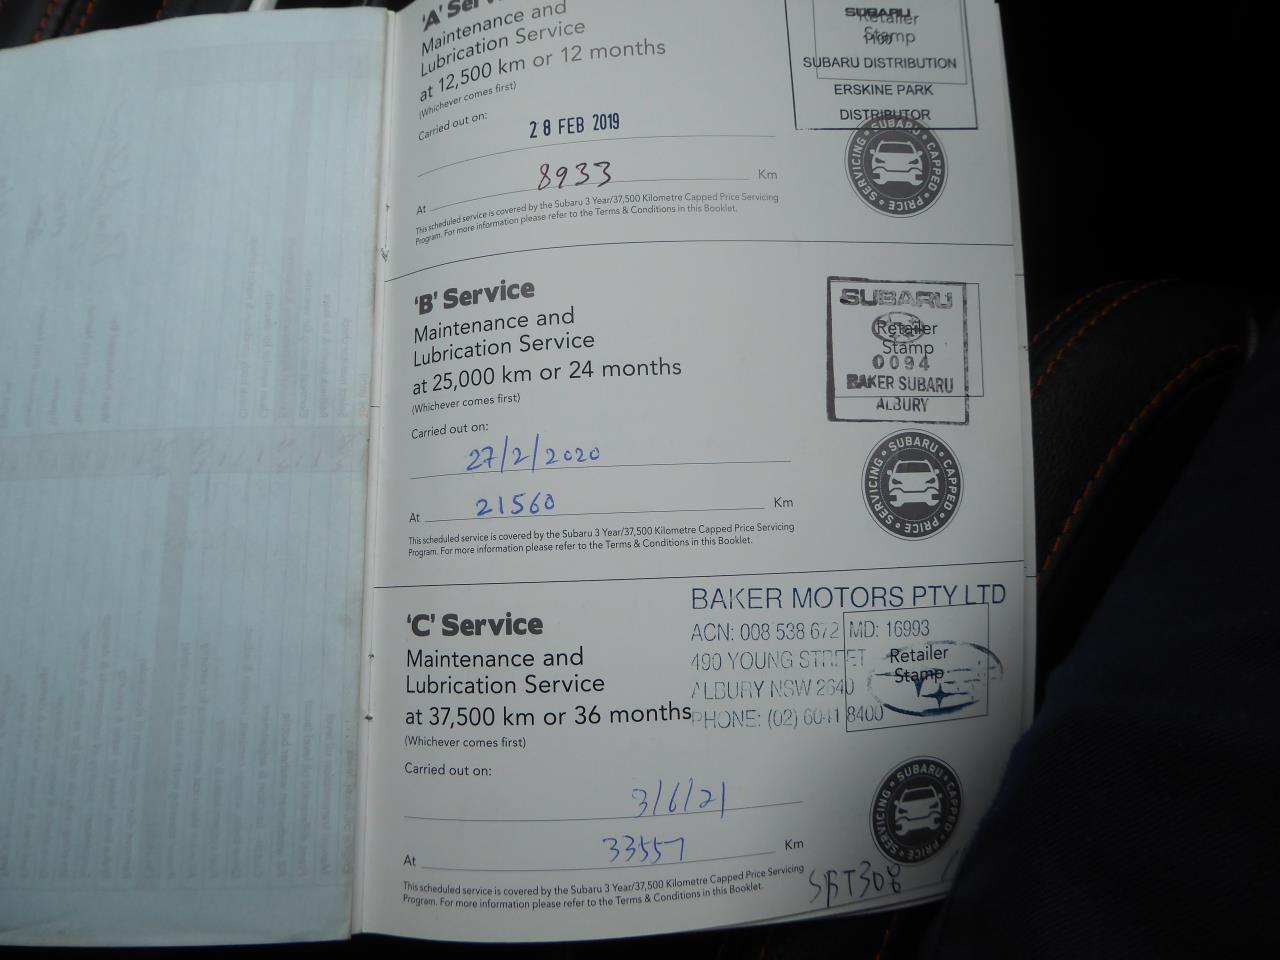 'A' Service
Maintenance and
Lubrication Service
at 12,500 km or 12 months
(Whichever comes first)
Carried out on:
28 FEB 2019
At 8933 Km
This scheduled service is covered by the Subaru 3 Year/37,500 Kilometre Capped Price Servicing
Program. For more information please refer to the Terms & Conditions in this Booklet.
SUBARU
Retailer
Stamp
SUBARU DISTRIBUTION
ERSKINE PARK
DISTRIBUTOR
SUBARU • CAPPED • PRICE • SERVICING
'B' Service
Maintenance and
Lubrication Service
at 25,000 km or 24 months
(Whichever comes first)
Carried out on:
27/2/2020
At 21560 Km
This scheduled service is covered by the Subaru 3 Year/37,500 Kilometre Capped Price Servicing
Program. For more information please refer to the Terms & Conditions in this Booklet.
SUBARU
Retailer
Stamp
0094
BAKER SUBARU
ALBURY
SUBARU • CAPPED • PRICE • SERVICING
'C' Service
Maintenance and
Lubrication Service
at 37,500 km or 36 months
(Whichever comes first)
Carried out on:
3/6/21
At 33557 Km
This scheduled service is covered by the Subaru 3 Year/37,500 Kilometre Capped Price Servicing
Program. For more information please refer to the Terms & Conditions in this Booklet.
BAKER MOTORS PTY LTD
ACN: 008 538 672 MD: 16993
490 YOUNG STREET
ALBURY NSW 2640
PHONE: (02) 6041 8400
Retailer
Stamp
SUBARU • CAPPED • PRICE • SERVICING
SBT308